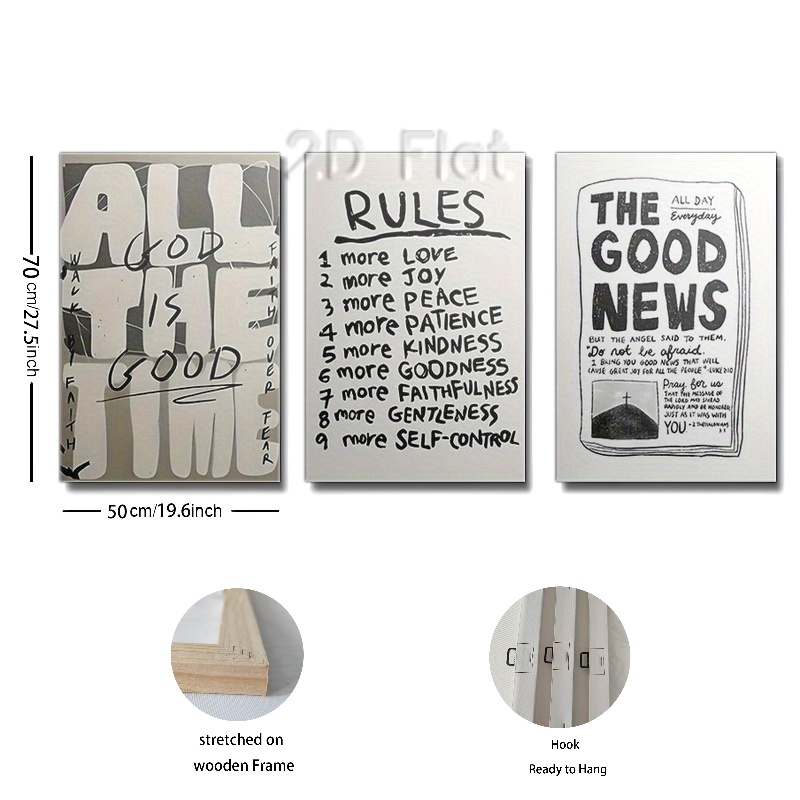 2.D Flat
ALL
THE
TIME
GOD
IS
GOOD
WALK BY FAITH
FAITH OVER FEAR
RULES
1 more LOVE
2 more JOY
3 more PEACE
4 more PATIENCE
5 more KINDNESS
6 more GOODNESS
7 more FAITHFULNESS
8 more GENTLENESS
9 more SELF-CONTROL
THE
ALL DAY
Everyday
GOOD
NEWS
BUT THE ANGEL SAID TO THEM,
"Do not be afraid.
I BRING YOU GOOD NEWS THAT WILL
CAUSE GREAT JOY FOR ALL THE PEOPLE" -LUKE 2:10
Pray for us
THAT THE MESSAGE OF
THE LORD MAY SPREAD
RAPIDLY AND BE HONORED,
JUST AS IT WAS WITH
YOU -2 THESSALONIANS
3:1
70cm/27.5inch
50cm/19.6inch
stretched on
wooden Frame
Hook
Ready to Hang